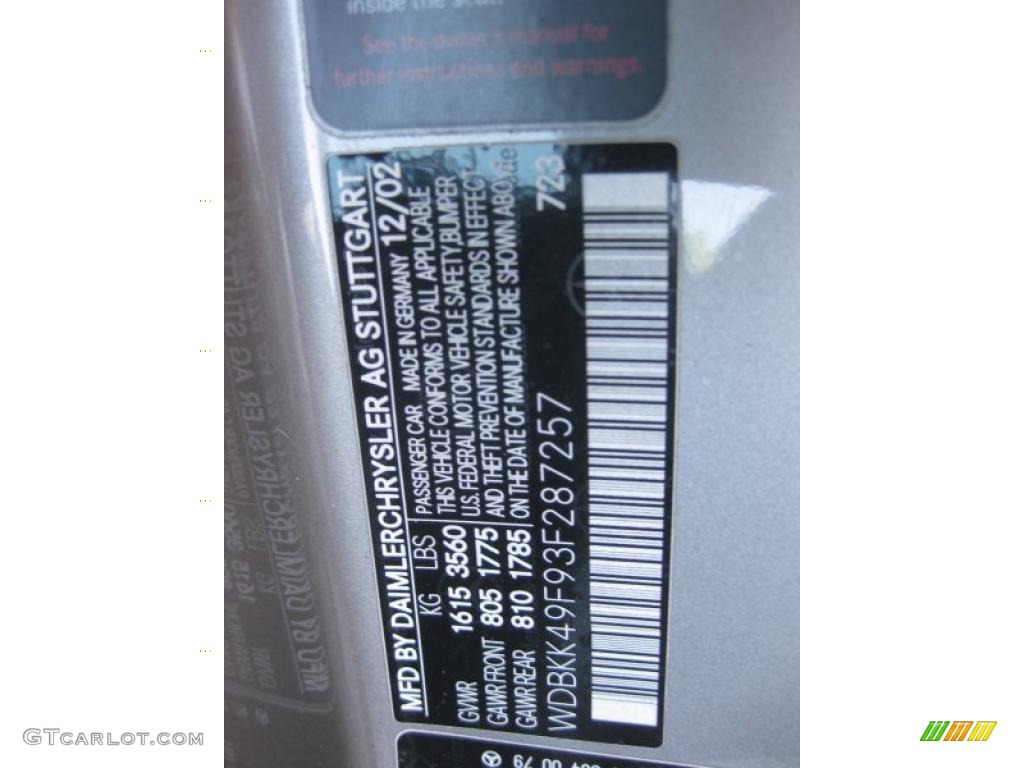 inside the seat.
See the owner's manual for
further instructions and warnings.
MFD BY DAIMLERCHRYSLER AG STUTTGART
KG LBS PASSENGER CAR MADE IN GERMANY 12/02
GVWR 1615 3560 THIS VEHICLE CONFORMS TO ALL APPLICABLE
U.S. FEDERAL MOTOR VEHICLE SAFETY,BUMPER
GAWR FRONT 805 1775 AND THEFT PREVENTION STANDARDS IN EFFECT
GAWR REAR 810 1785 ON THE DATE OF MANUFACTURE SHOWN ABOVE
WDBKK49F93F287257 723
GTCarLot.com